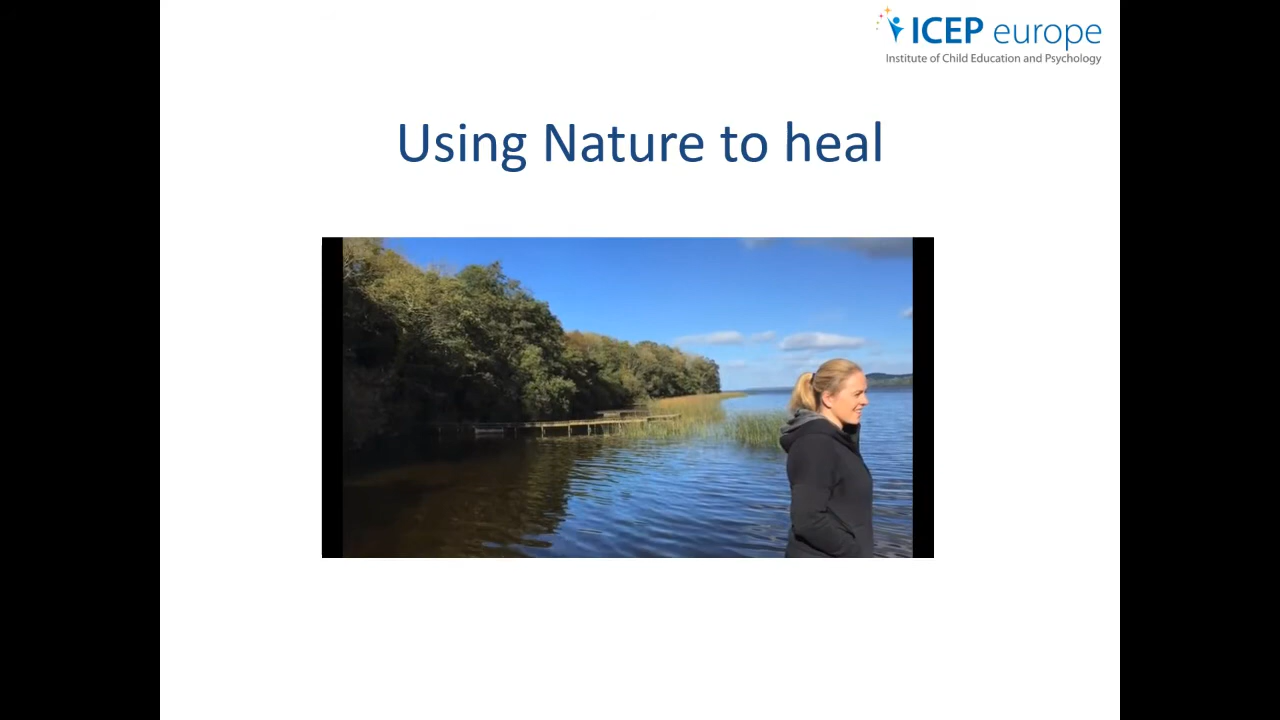 ICEP europe
Institute of Child Education and Psychology
Using Nature to heal